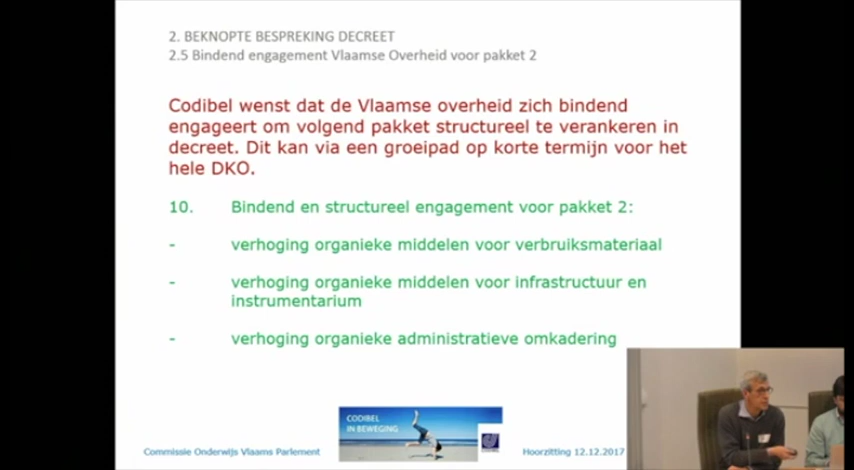 2. BEKNOPTE BESPREKING DECREET
2.5 Bindend engagement Vlaamse Overheid voor pakket 2
Codibel wenst dat de Vlaamse overheid zich bindend
engageert om volgend pakket structureel te verankeren in
decreet. Dit kan via een groeipad op korte termijn voor het
hele DKO.
10. Bindend en structureel engagement voor pakket 2:
- verhoging organieke middelen voor verbruiksmateriaal
- verhoging organieke middelen voor infrastructuur en
instrumentarium
- verhoging organieke administratieve omkadering
CODIBEL
IN BEWEGING
Commissie Onderwijs Vlaams Parlement
Hoorzitting 12.12.2017